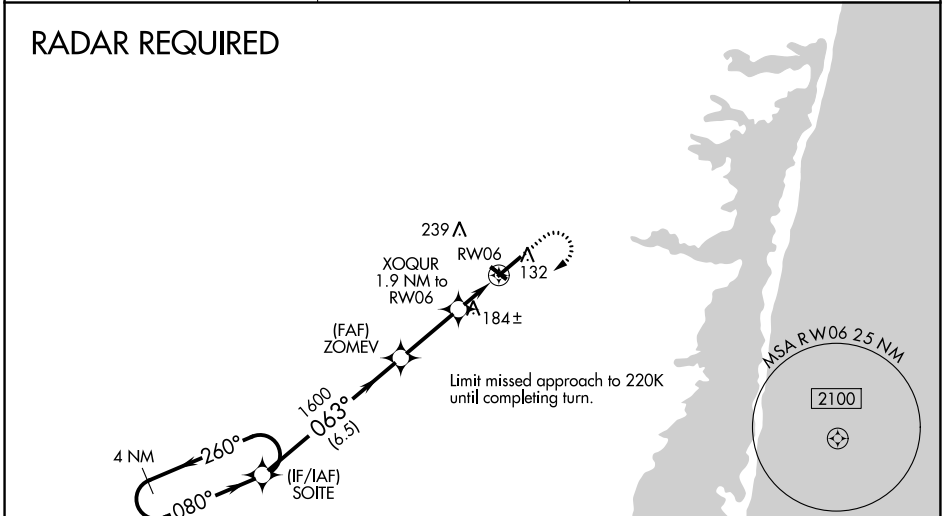 RADAR REQUIRED
239
RW06
132
XOQUR
1.9 NM to
RW06
184±
(FAF)
ZOMEV
Limit missed approach to 220K
until completing turn.
MSA RW06 25 NM
2100
1600
063°
(6.5)
4 NM
260°
080°
(IF/IAF)
SOITE